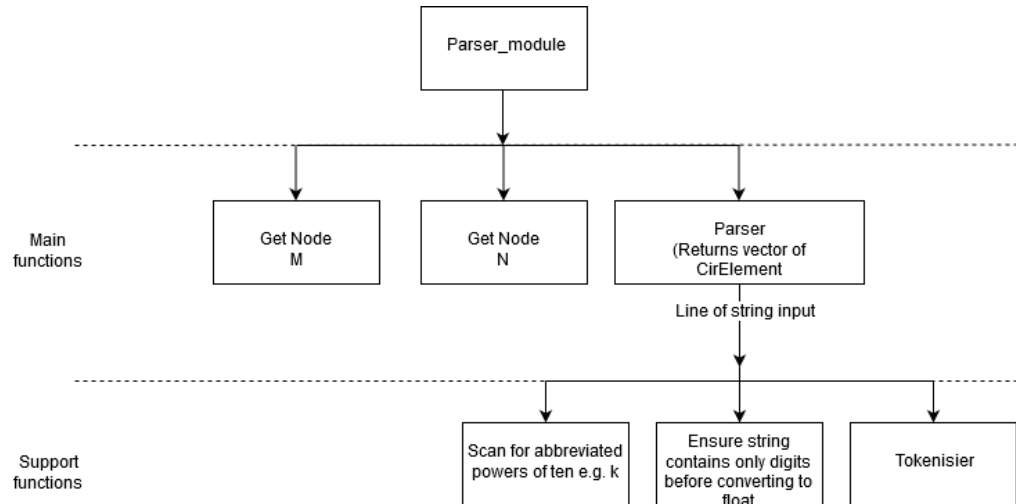 Parser_module
Main
functions
Get Node
M
Get Node
N
Parser
(Returns vector of
CirElement
Line of string input
Support
functions
Scan for abbreviated
powers of ten e.g. k
Ensure string
contains only digits
before converting to
float
Tokenisier